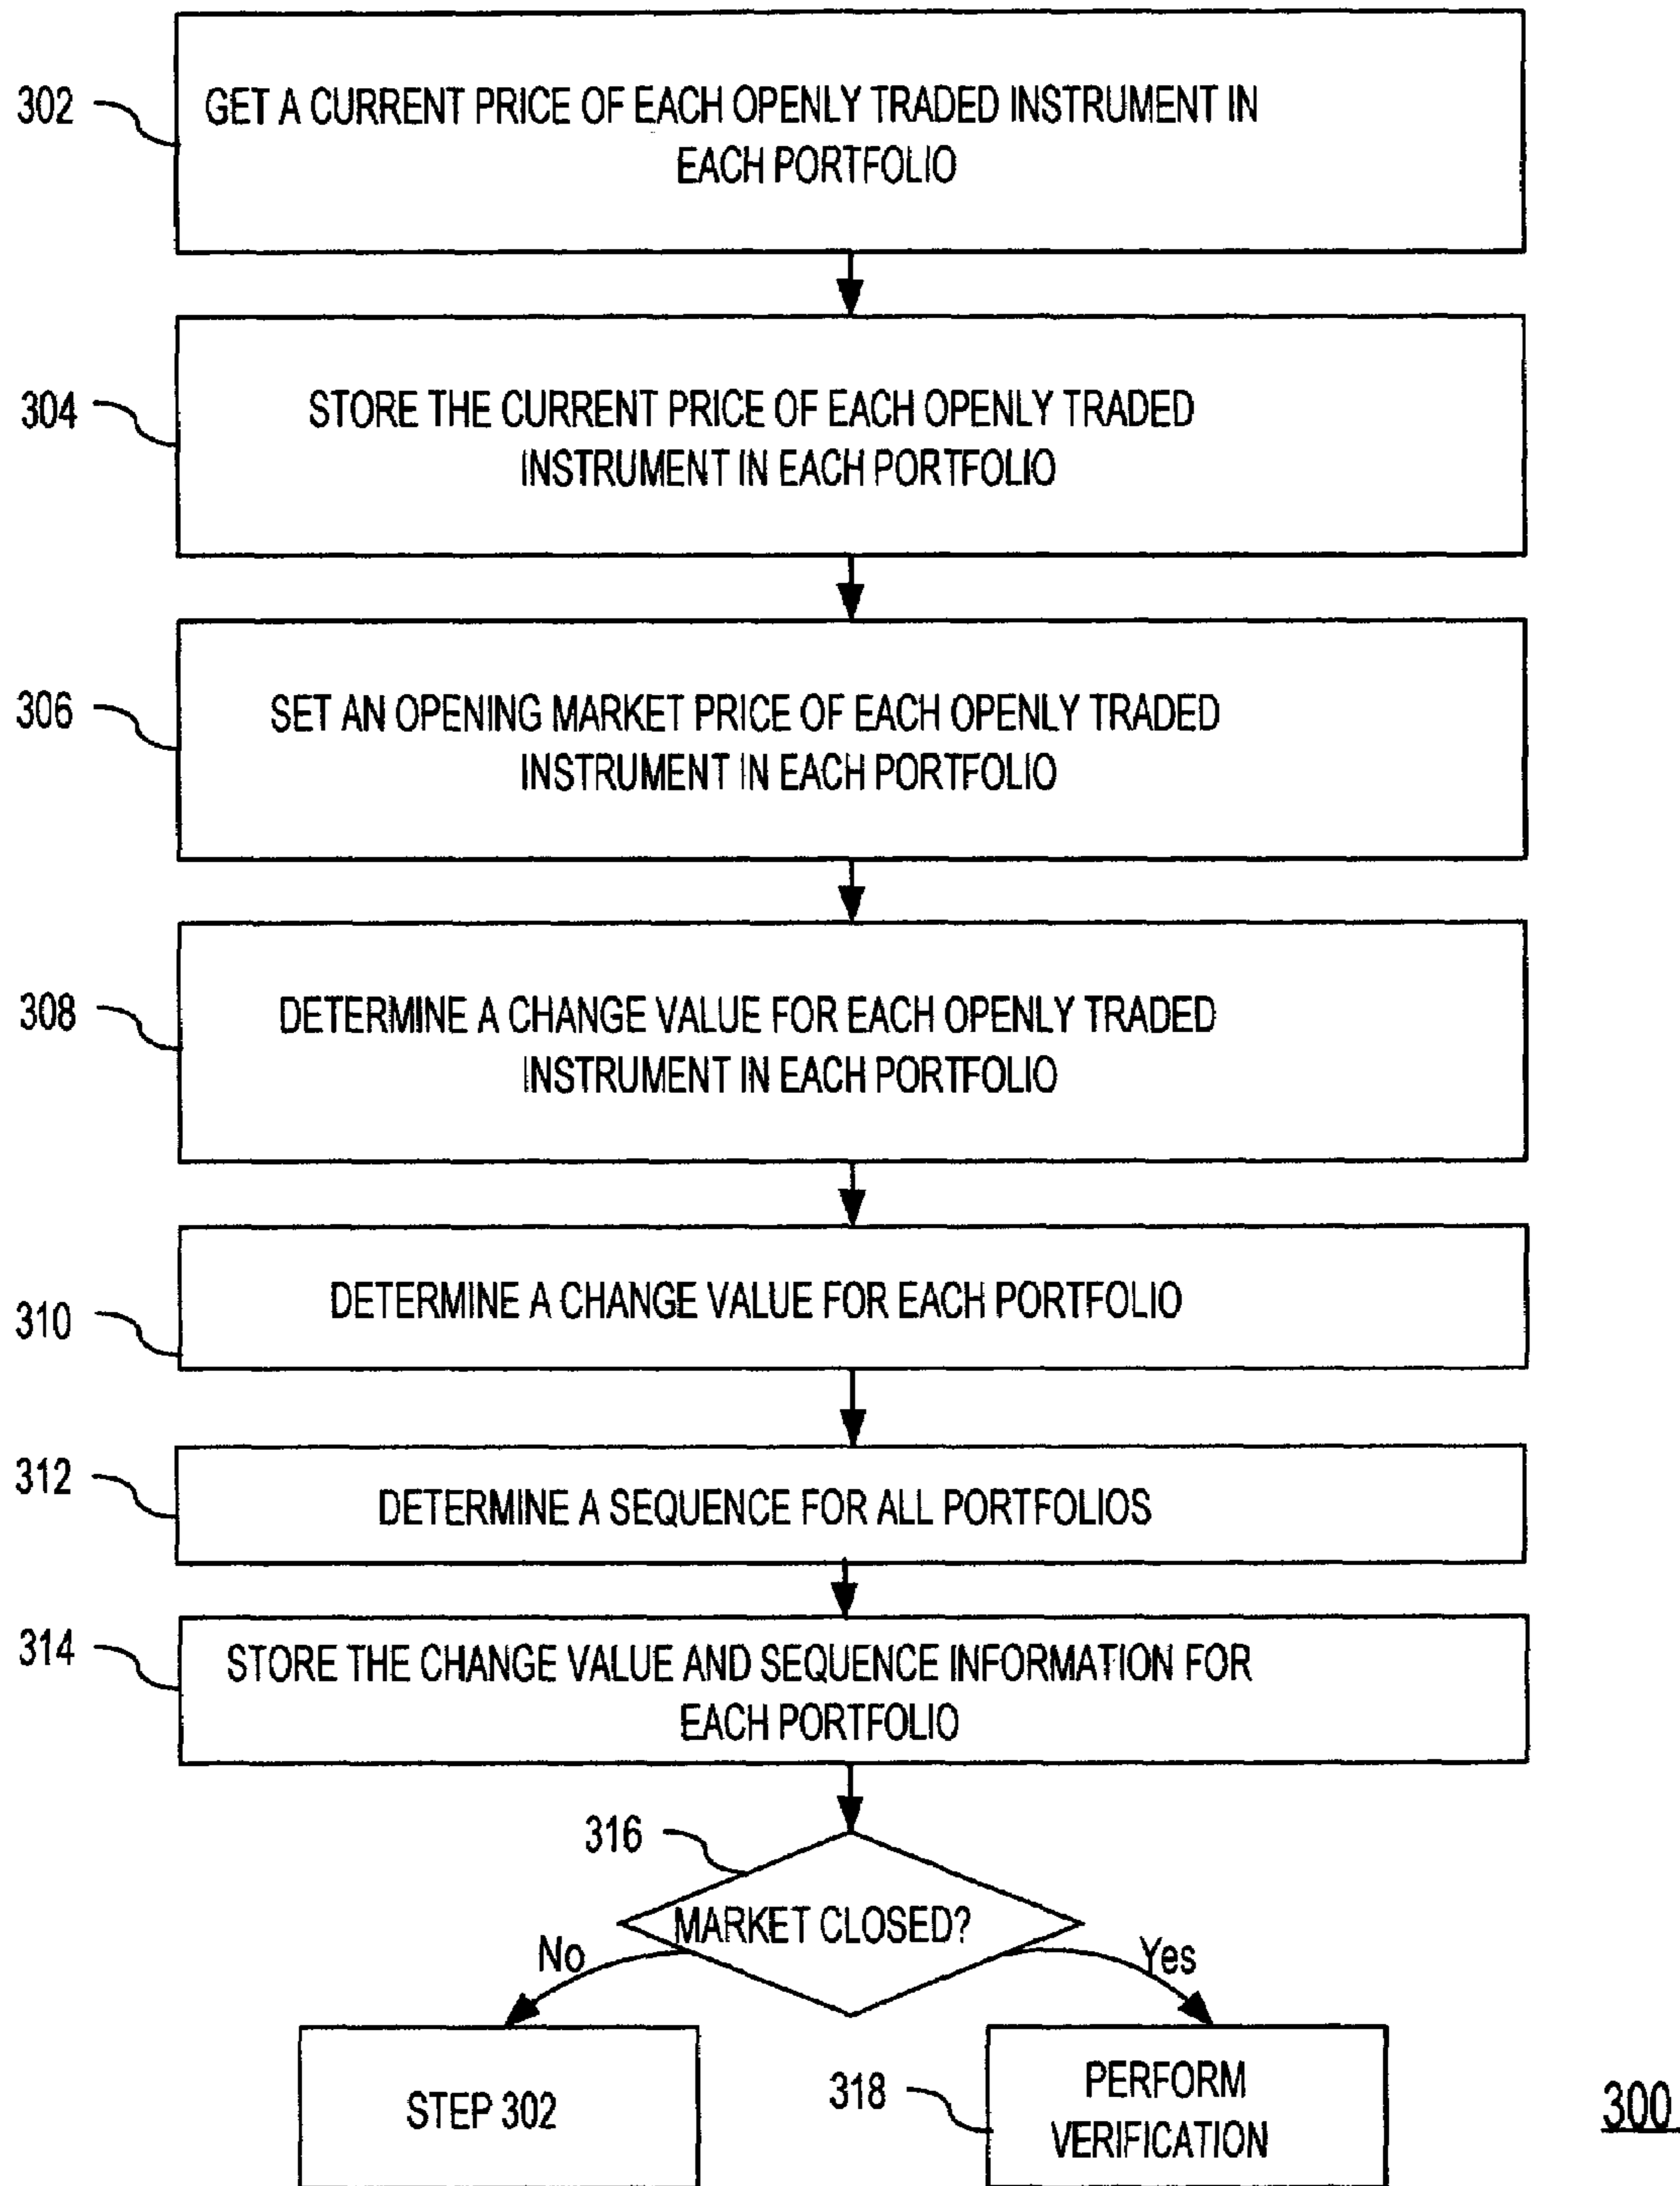 302
GET A CURRENT PRICE OF EACH OPENLY TRADED INSTRUMENT IN
EACH PORTFOLIO
304
STORE THE CURRENT PRICE OF EACH OPENLY TRADED
INSTRUMENT IN EACH PORTFOLIO
306
SET AN OPENING MARKET PRICE OF EACH OPENLY TRADED
INSTRUMENT IN EACH PORTFOLIO
308
DETERMINE A CHANGE VALUE FOR EACH OPENLY TRADED
INSTRUMENT IN EACH PORTFOLIO
310
DETERMINE A CHANGE VALUE FOR EACH PORTFOLIO
312
DETERMINE A SEQUENCE FOR ALL PORTFOLIOS
314
STORE THE CHANGE VALUE AND SEQUENCE INFORMATION FOR
EACH PORTFOLIO
316
MARKET CLOSED?
No
Yes
STEP 302
318
PERFORM
VERIFICATION
300